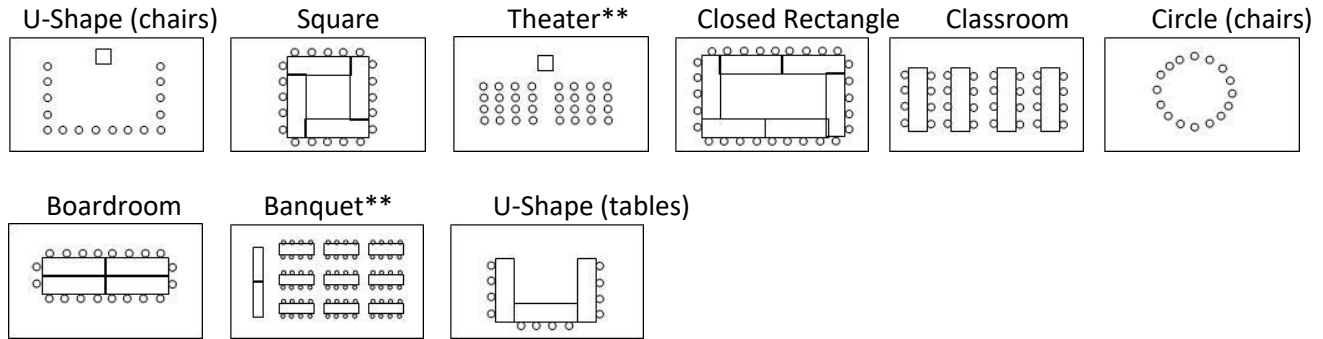 U-Shape (chairs) Square Theater** Closed Rectangle Classroom Circle (chairs)
Boardroom Banquet** U-Shape (tables)